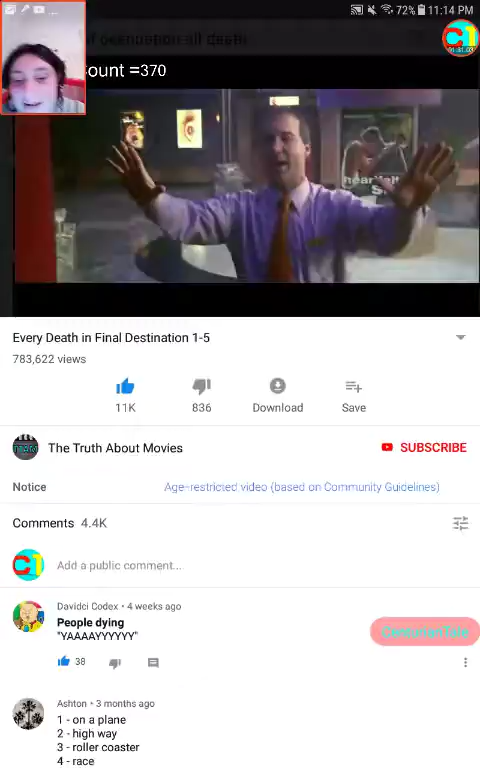 72% 11:14 PM
ount =370
Every Death in Final Destination 1-5
783,622 views
11K
836
Download
Save
The Truth About Movies
SUBSCRIBE
Notice
Age-restricted video (based on Community Guidelines)
Comments 4.4K
Add a public comment...
Davidci Codex • 4 weeks ago
People dying
"YAAAAYYYYYY"
38
CenturianTale
Ashton • 3 months ago
1 - on a plane
2 - high way
3 - roller coaster
4 - race